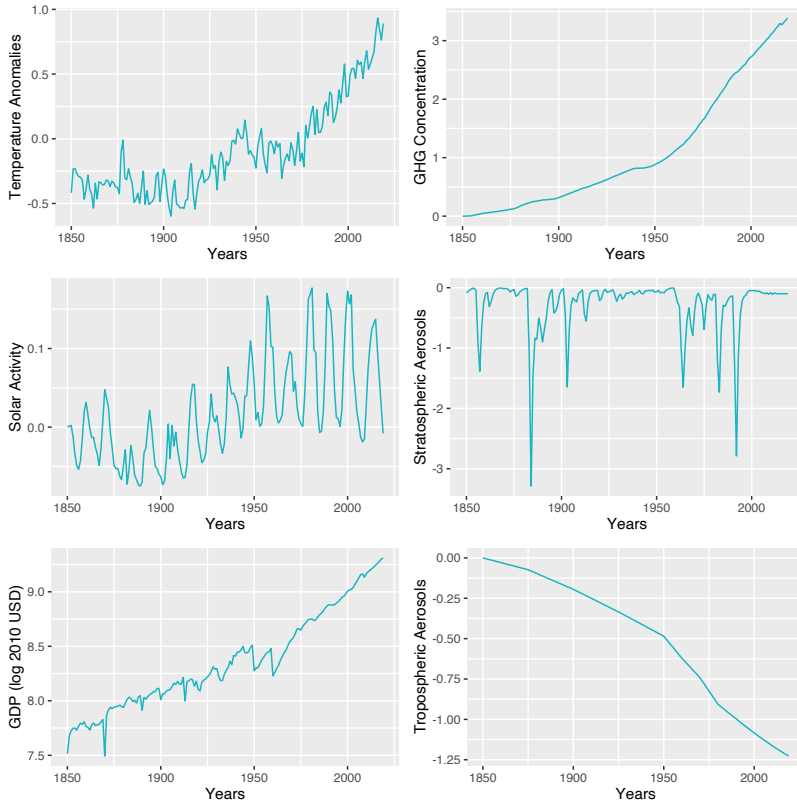 Temperature Anomalies
1.0
0.5
0.0
-0.5
1850 1900 1950 2000
Years
GHG Concentration
3
2
1
0
1850 1900 1950 2000
Years
Solar Activity
0.1
0.0
1850 1900 1950 2000
Years
Stratospheric Aerosols
0
-1
-2
-3
1850 1900 1950 2000
Years
GDP (log 2010 USD)
9.0
8.5
8.0
7.5
1850 1900 1950 2000
Years
Tropospheric Aerosols
0.00
-0.25
-0.50
-0.75
-1.00
-1.25
1850 1900 1950 2000
Years